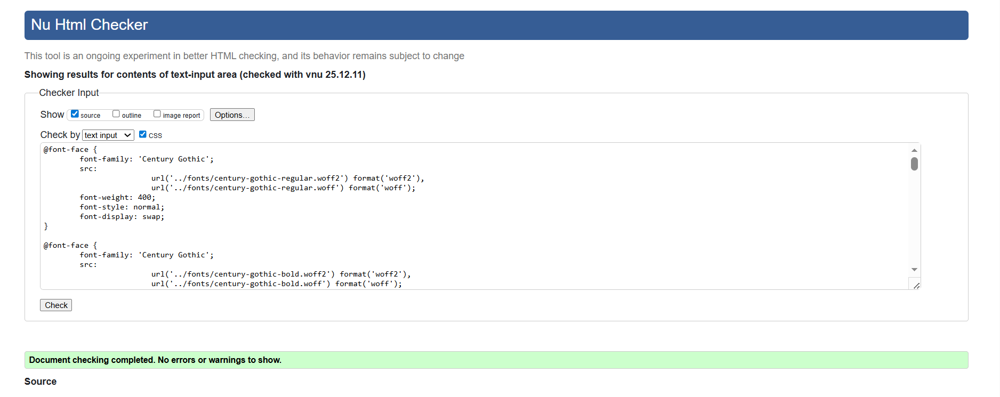 Nu Html Checker
This tool is an ongoing experiment in better HTML checking, and its behavior remains subject to change
Showing results for contents of text-input area (checked with vnu 25.12.11)
Checker Input
Show source outline image report Options...
Check by text input css
@font-face {
font-family: 'Century Gothic';
src:
url('../fonts/century-gothic-regular.woff2') format('woff2'),
url('../fonts/century-gothic-regular.woff') format('woff');
font-weight: 400;
font-style: normal;
font-display: swap;
}
@font-face {
font-family: 'Century Gothic';
src:
url('../fonts/century-gothic-bold.woff2') format('woff2'),
url('../fonts/century-gothic-bold.woff') format('woff');
Check
Document checking completed. No errors or warnings to show.
Source